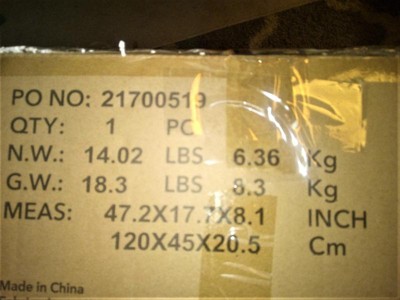 PO NO: 21700519
QTY: 1 PC
N.W.: 14.02 LBS 6.36 Kg
G.W.: 18.3 LBS 8.3 Kg
MEAS: 47.2X17.7X8.1 INCH
120X45X20.5 Cm
Made in China